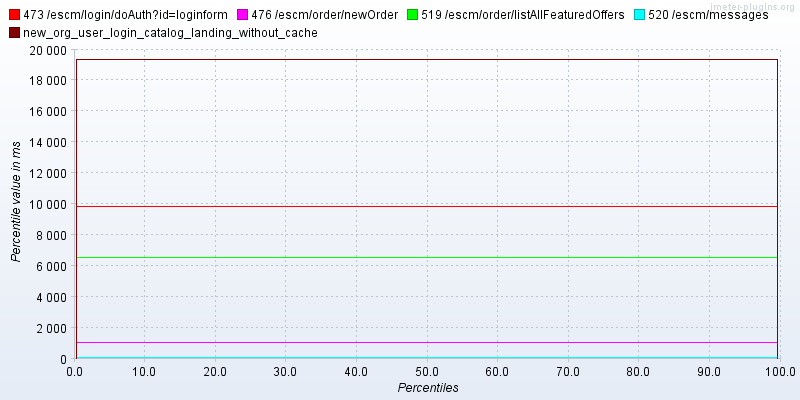 jmeter-plugins.org
473 /escm/login/doAuth?id=loginform 476 /escm/order/newOrder 519 /escm/order/listAllFeaturedOffers 520 /escm/messages
new_org_user_login_catalog_landing_without_cache
20 000
18 000
16 000
14 000
12 000
10 000
8 000
6 000
4 000
2 000
0
Percentile value in ms
0.0 10.0 20.0 30.0 40.0 50.0 60.0 70.0 80.0 90.0 100.0
Percentiles